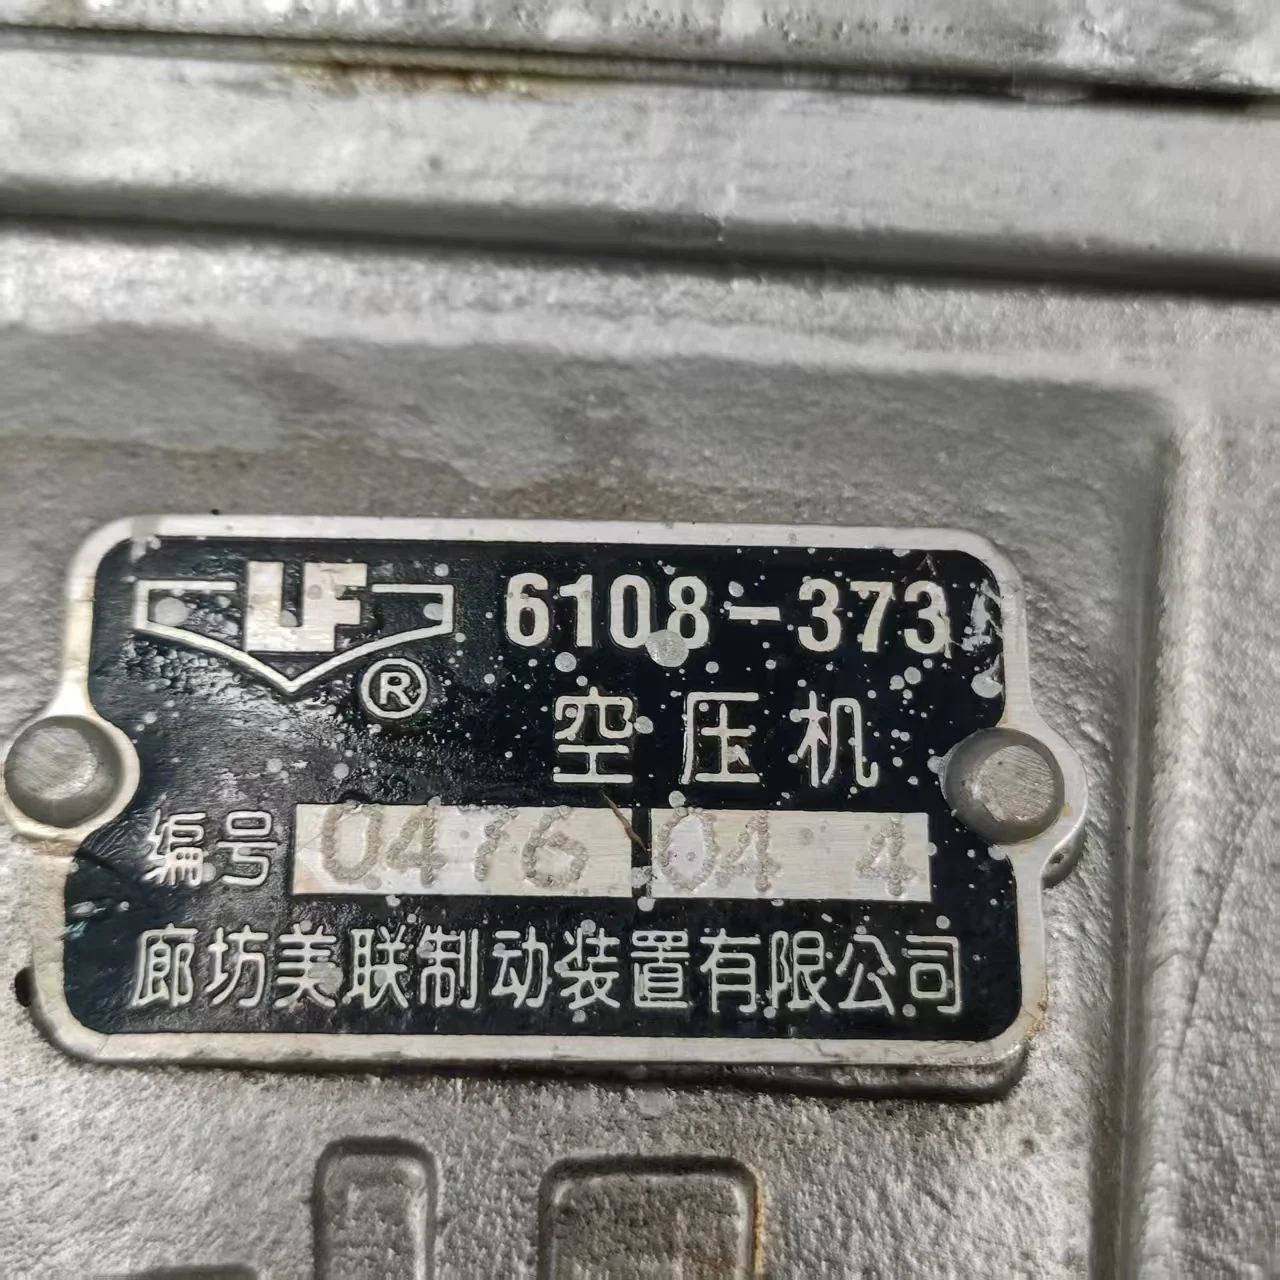 LF ® 6108-373
空压机
编号 0476 04 4
廊坊美联制动装置有限公司